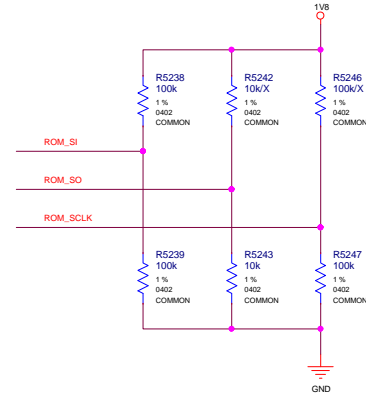 1V8
R5238
100k
1 %
0402
COMMON
R5242
10k/X
1 %
0402
COMMON
R5246
100k/X
1 %
0402
COMMON
ROM_SI
ROM_SO
ROM_SCLK
R5239
100k
1 %
0402
COMMON
R5243
10k
1 %
0402
COMMON
R5247
100k
1 %
0402
COMMON
GND